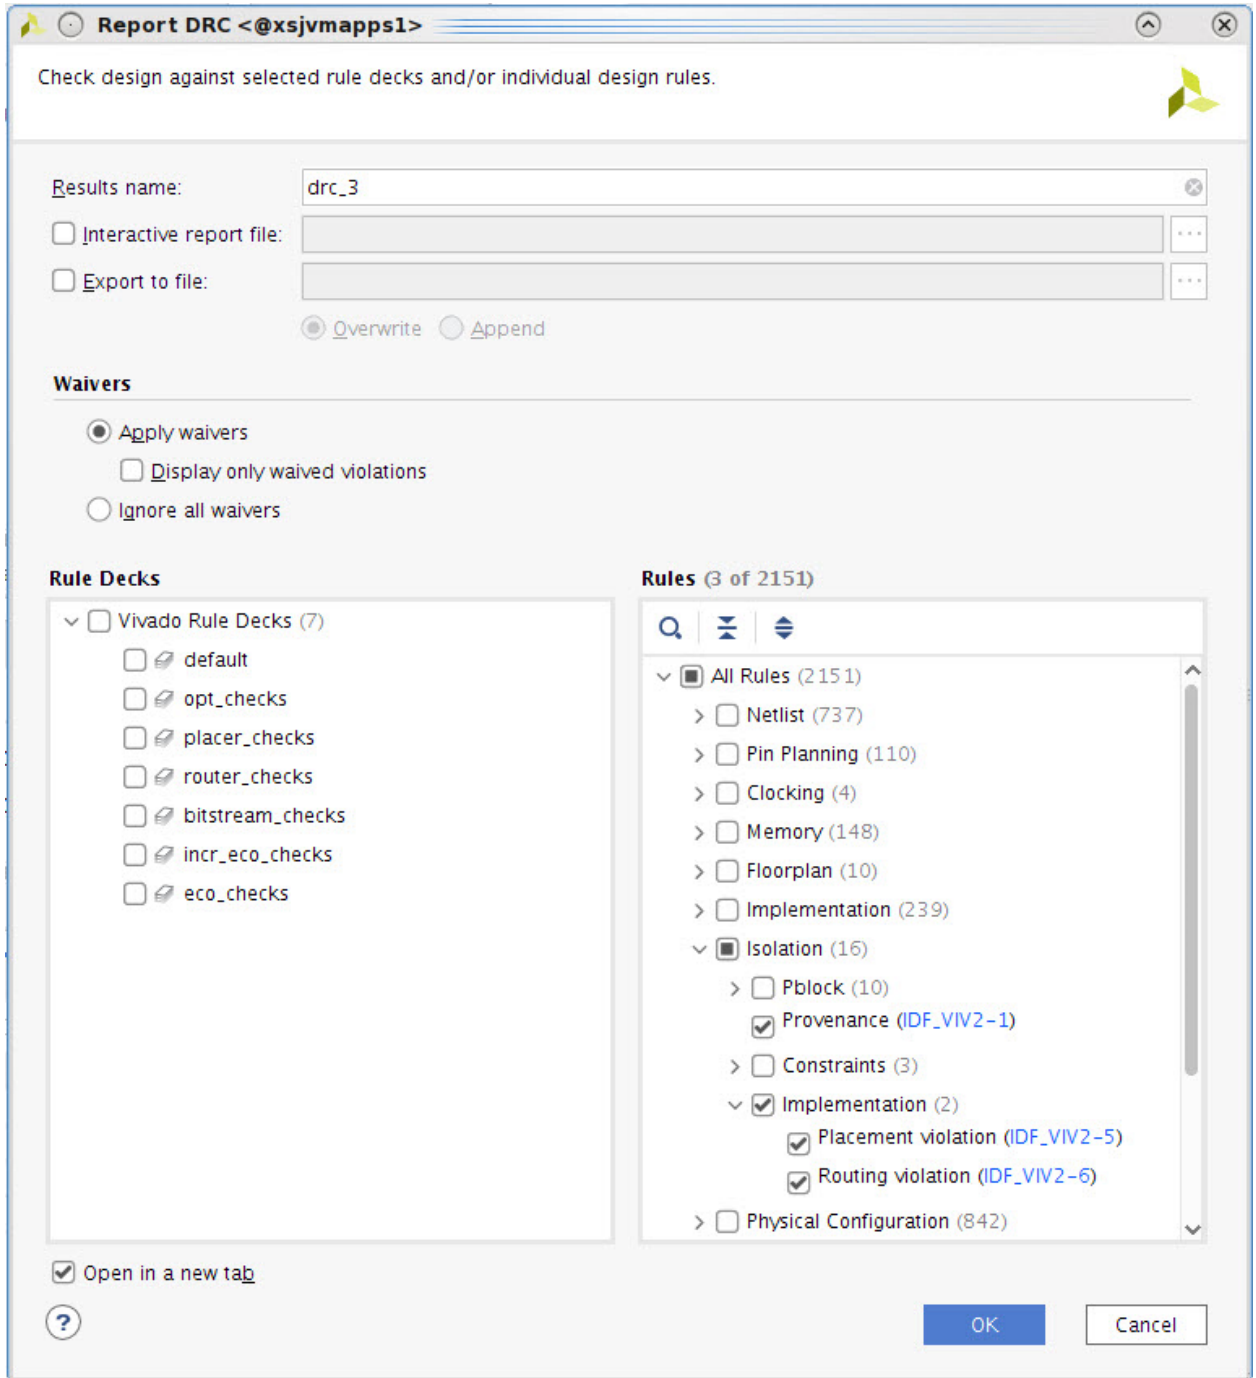 Report DRC <@xsjvmapps1>
Check design against selected rule decks and/or individual design rules.
Results name: drc_3
Interactive report file: ...
Export to file: ...
Overwrite Append
Waivers
Apply waivers
Display only waived violations
Ignore all waivers
Rule Decks
Vivado Rule Decks (7)
default
opt_checks
placer_checks
router_checks
bitstream_checks
incr_eco_checks
eco_checks
Rules (3 of 2151)
All Rules (2151)
Netlist (737)
Pin Planning (110)
Clocking (4)
Memory (148)
Floorplan (10)
Implementation (239)
Isolation (16)
Pblock (10)
Provenance (IDF_VIV2-1)
Constraints (3)
Implementation (2)
Placement violation (IDF_VIV2-5)
Routing violation (IDF_VIV2-6)
Physical Configuration (842)
Open in a new tab
?
OK Cancel